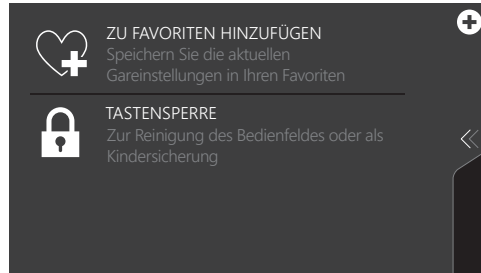 ZU FAVORITEN HINZUFÜGEN
Speichern Sie die aktuellen
Gareinstellungen in Ihren Favoriten
TASTENSPERRE
Zur Reinigung des Bedienfeldes oder als
Kindersicherung